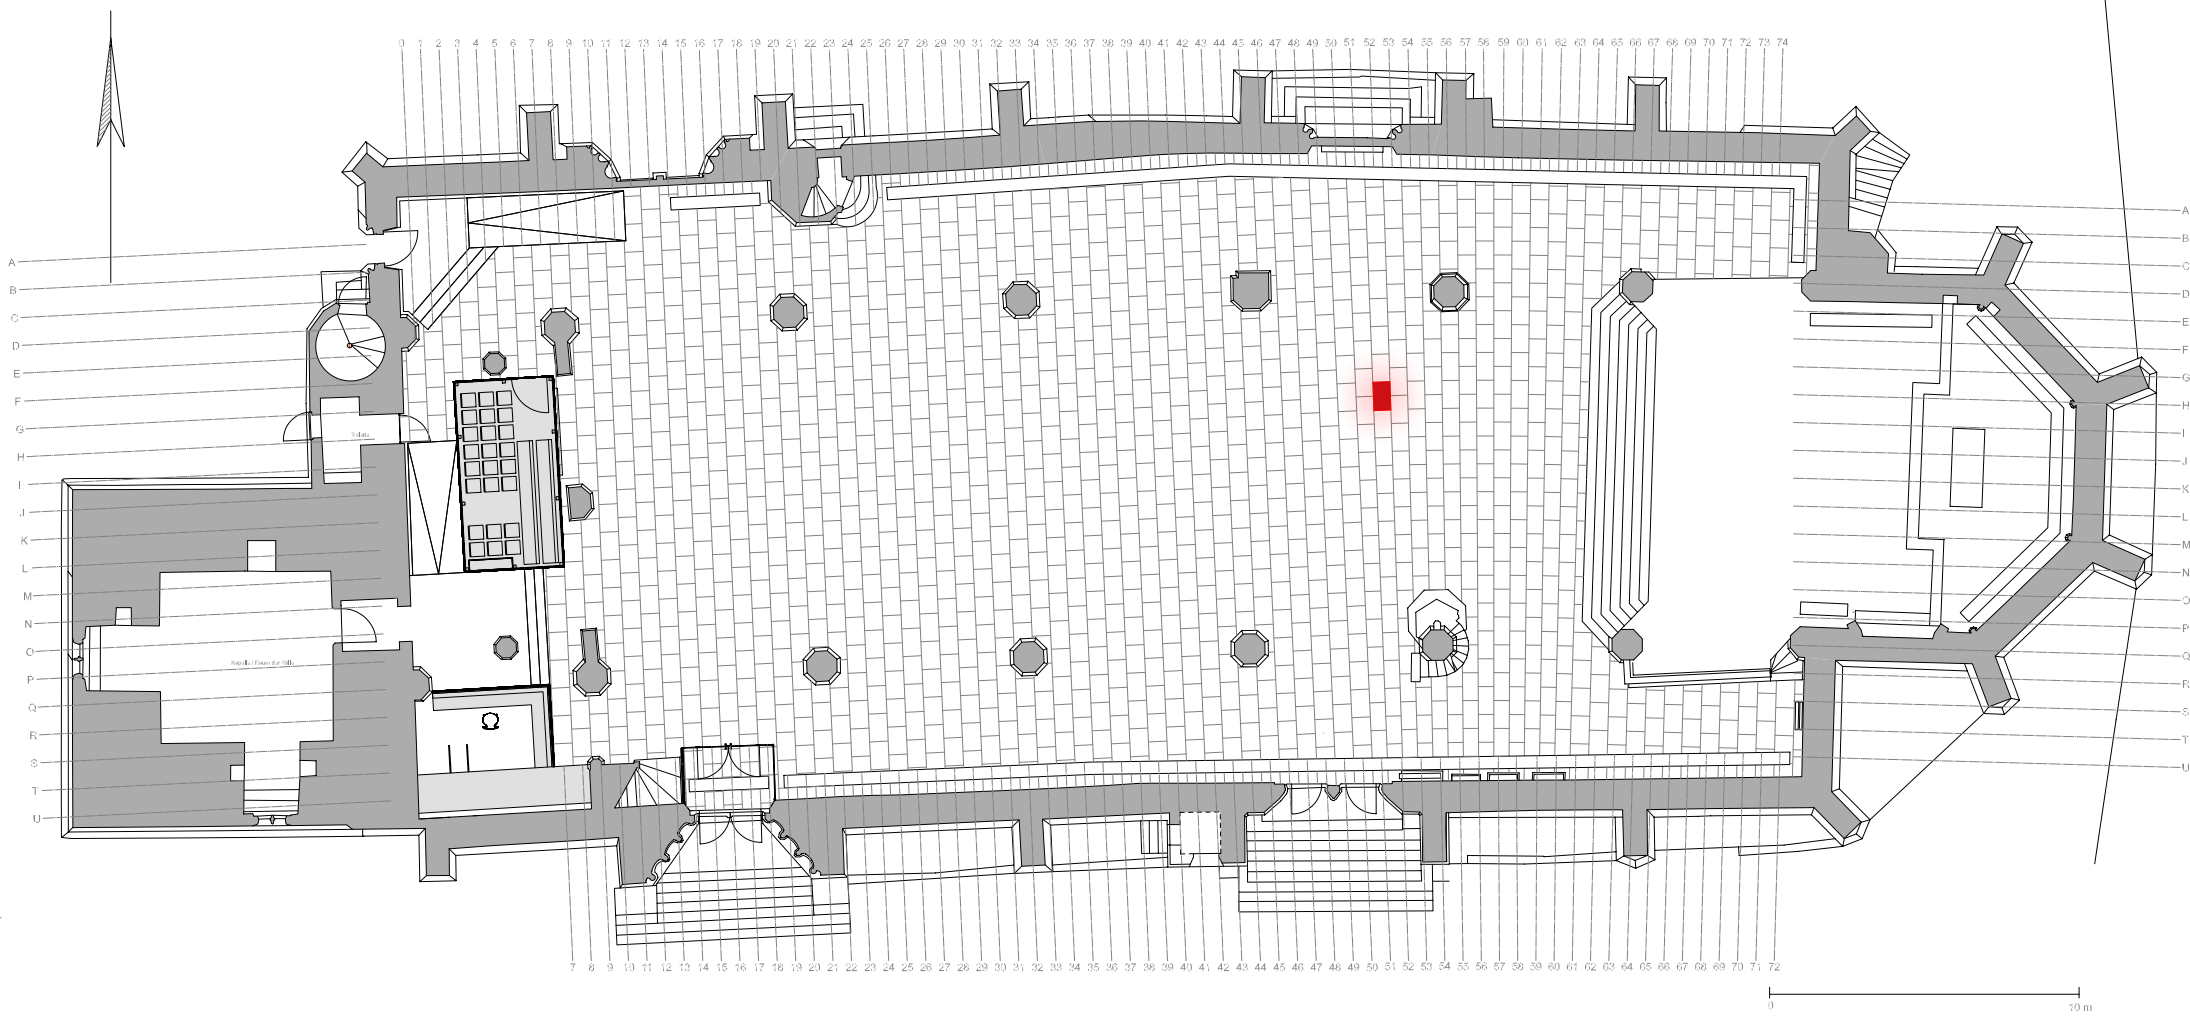 0 1 2 3 4 5 6 7 8 9 10 11 12 13 14 15 16 17 18 19 20 21 22 23 24 25 26 27 28 29 30 31 32 33 34 35 36 37 38 39 40 41 42 43 44 45 46 47 48 49 50 51 52 53 54 55 56 57 58 59 60 61 62 63 64 65 66 67 68 69 70 71 72 73 74
A
B
C
D
E
F
G
H
I
J
K
L
M
N
O
P
Q
R
S
T
U
A
B
C
D
E
F
G
H
I
J
K
L
M
N
O
P
Q
R
S
T
U
7 8 9 10 11 12 13 14 15 16 17 18 19 20 21 22 23 24 25 26 27 28 29 30 31 32 33 34 35 36 37 38 39 40 41 42 43 44 45 46 47 48 49 50 51 52 53 54 55 56 57 58 59 60 61 62 63 64 65 66 67 68 69 70 71 72
0 10 m